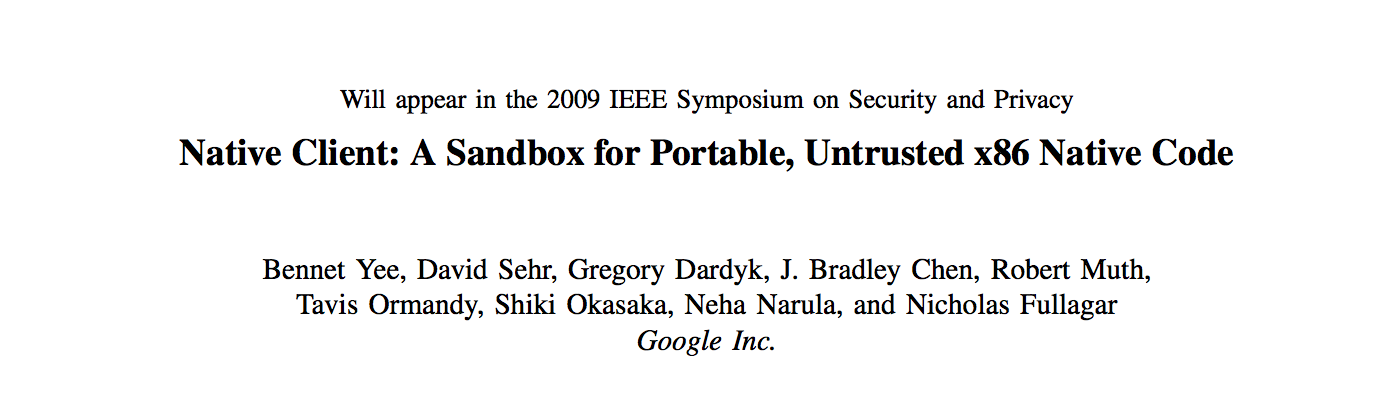 Will appear in the 2009 IEEE Symposium on Security and Privacy
Native Client: A Sandbox for Portable, Untrusted x86 Native Code
Bennet Yee, David Sehr, Gregory Dardyk, J. Bradley Chen, Robert Muth,
Tavis Ormandy, Shiki Okasaka, Neha Narula, and Nicholas Fullagar
Google Inc.